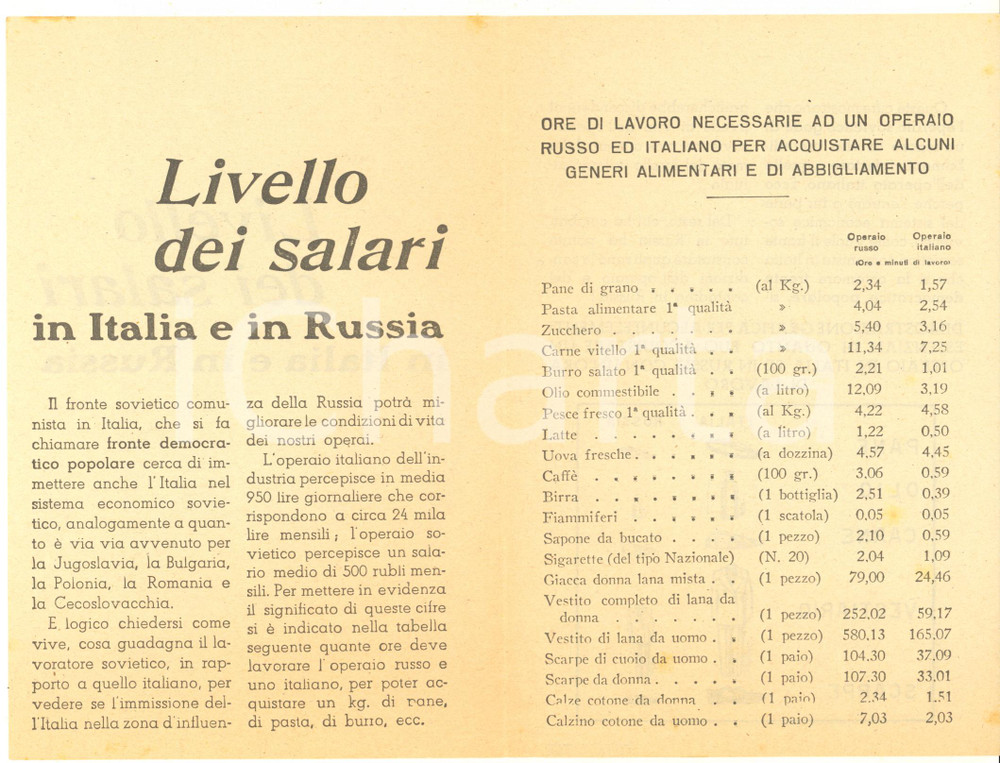 Livello
dei salari
in Italia e in Russia
Il fronte sovietico comu-
nista in Italia, che si fa
chiamare fronte democra-
tico popolare cerca di im-
mettere anche l'Italia nel
sistema economico sovie-
tico, analogamente a quan-
to è via via avvenuto per
la Jugoslavia, la Bulgaria,
la Polonia, la Romania e
la Cecoslovacchia.
E logico chiedersi come
vive, cosa guadagna il la-
voratore sovietico, in rap-
porto a quello italiano, per
vedere se l'immissione del-
l'Italia nella zona d'influen-
za della Russia potrà mi-
gliorare le condizioni di vita
dei nostri operai.
L'operaio italiano dell'in-
dustria percepisce in media
950 lire giornaliere che cor-
rispondono a circa 24 mila
lire mensili; l'operaio so-
vietico percepisce un sala-
rio medio di 500 rubli men-
sili. Per mettere in evidenza
il significato di queste cifre
si è indicato nella tabella
seguente quante ore deve
lavorare l'operaio russo e
uno italiano, per poter ac-
quistare un kg. di pane,
di pasta, di burro, ecc.
ORE DI LAVORO NECESSARIE AD UN OPERAIO
RUSSO ED ITALIANO PER ACQUISTARE ALCUNI
GENERI ALIMENTARI E DI ABBIGLIAMENTO
Operaio russo Operaio italiano
(Ore e minuti di lavoro)
Pane di grano . . . . . (al Kg.) 2,34 1,57
Pasta alimentare 1ª qualità » 4,04 2,54
Zucchero . . . . . . . » 5,40 3,16
Carne vitello 1ª qualità . . » 11,34 7,25
Burro salato 1ª qualità . . (100 gr.) 2,21 1,01
Olio commestibile . . . . (a litro) 12,09 3,19
Pesce fresco 1ª qualità . . . (al Kg.) 4,22 4,58
Latte . . . . . . . . (a litro) 1,22 0,50
Uova fresche . . . . . . (a dozzina) 4.57 4.45
Caffè . . . . . . . . (100 gr.) 3.06 0.59
Birra . . . . . . . . (1 bottiglia) 2,51 0,39
Fiammiferi . . . . . . (1 scatola) 0,05 0,05
Sapone da bucato . . . . (1 pezzo) 2,10 0,59
Sigarette (del tipo Nazionale) (N. 20) 2.04 1,09
Giacca donna lana mista . . (1 pezzo) 79,00 24,46
Vestito completo di lana da
donna . . . . . . . (1 pezzo) 252.02 59,17
Vestito di lana da uomo . . (1 pezzo) 580,13 165,07
Scarpe di cuoio da uomo . . (1 paio) 104.30 37,09
Scarpe da donna . . . . . (1 paio) 107,30 33,01
Calze cotone da donna . . (1 paio) 2.34 1.51
Calzino cotone da uomo . . (1 paio) 7,03 2,03
iCharta